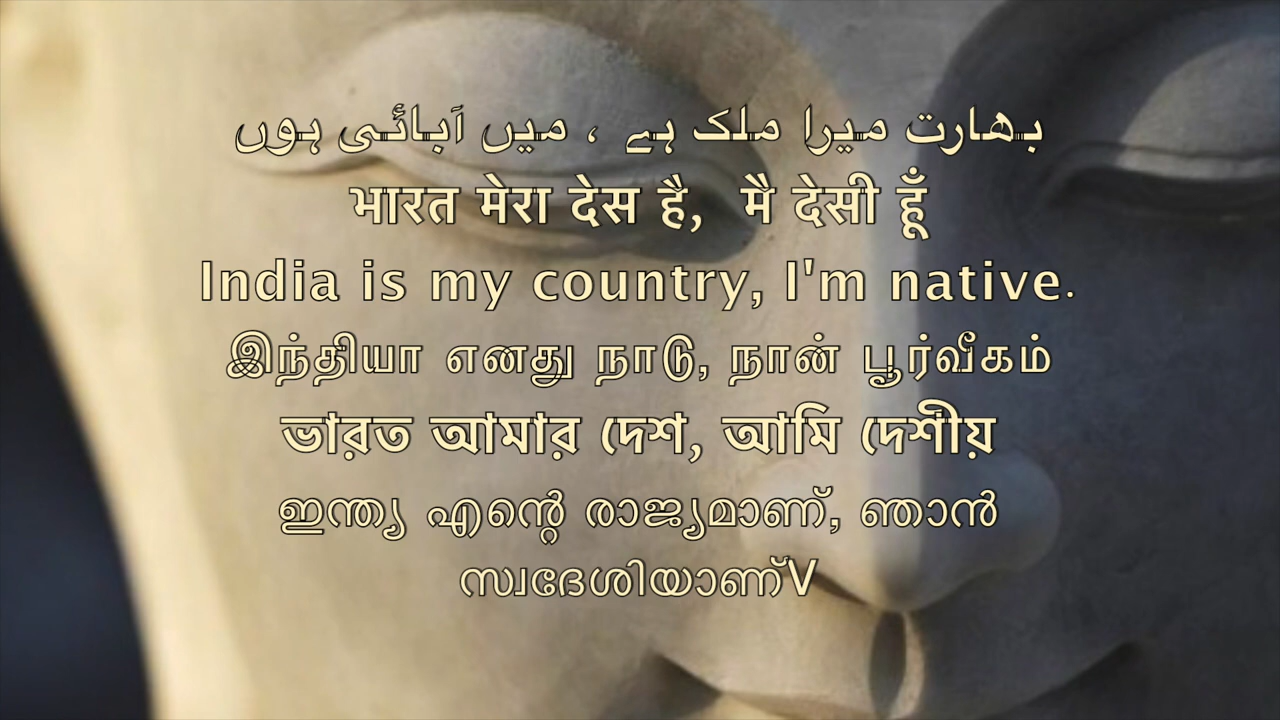 بھارت میرا ملک ہے ، میں آبائی ہوں
भारत मेरा देस है, मै देसी हूँ
India is my country, I'm native.
இந்தியா எனது நாடு, நான் பூர்வீகம்
ভারত আমার দেশ, আমি দেশীয়
ഇന്ത്യ എന്റെ രാജ്യമാണ്, ഞാൻ
സ്വദേശിയാണ്V